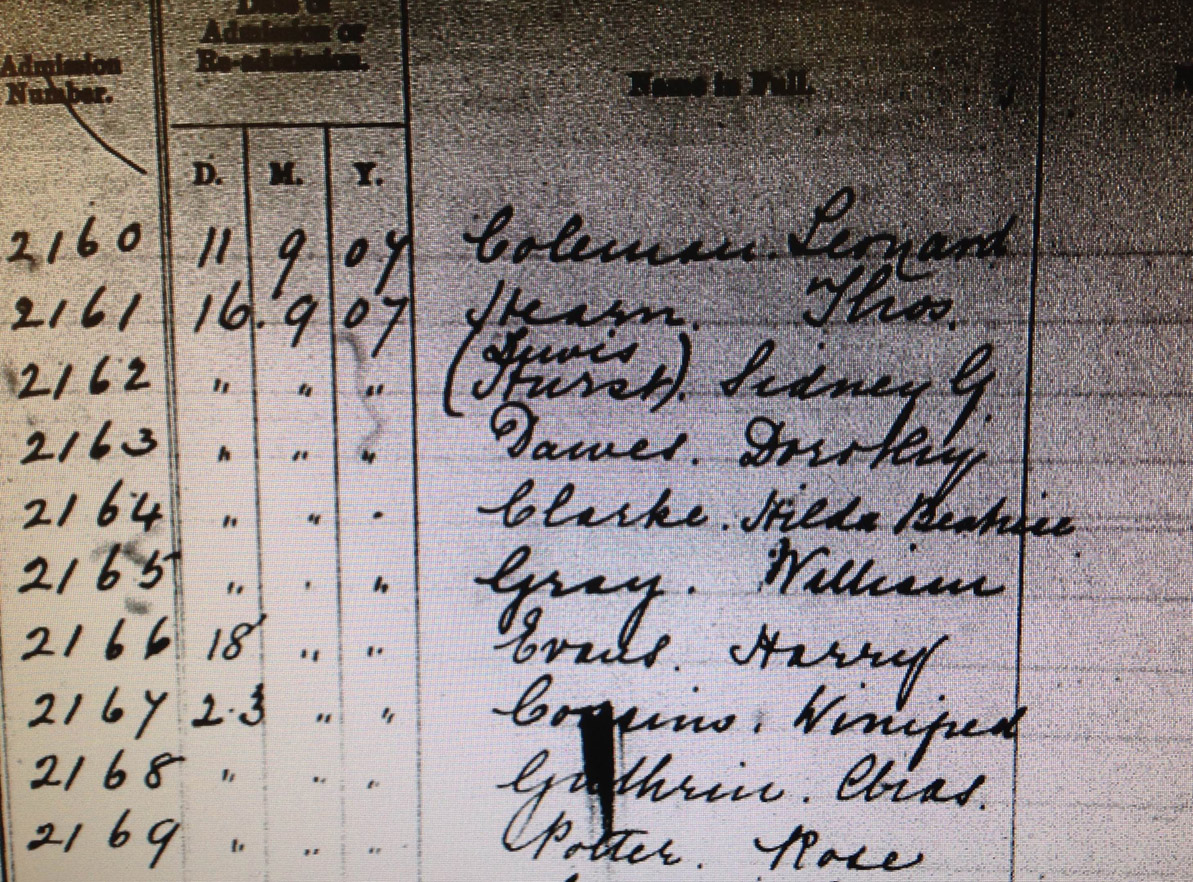 Date of
Admission or
Re-admission.
Admission
Number.
Name in Full.
D. M. Y.
2160 11 9 07 Coleman. Leonard
2161 16. 9 07 Hearn. Thos.
(Lewis
2162 " " " Hurst). Sidney G.
2163 " " " Dawes. Dorothy
2164 " " " Clarke. Hilda Beatrice
2165 " " " Gray. William
2166 18 " " Evans. Harry
2167 23 " " Cousins. Winifred
2168 " " " Guthrie. Chas.
2169 " " " Potter. Rose